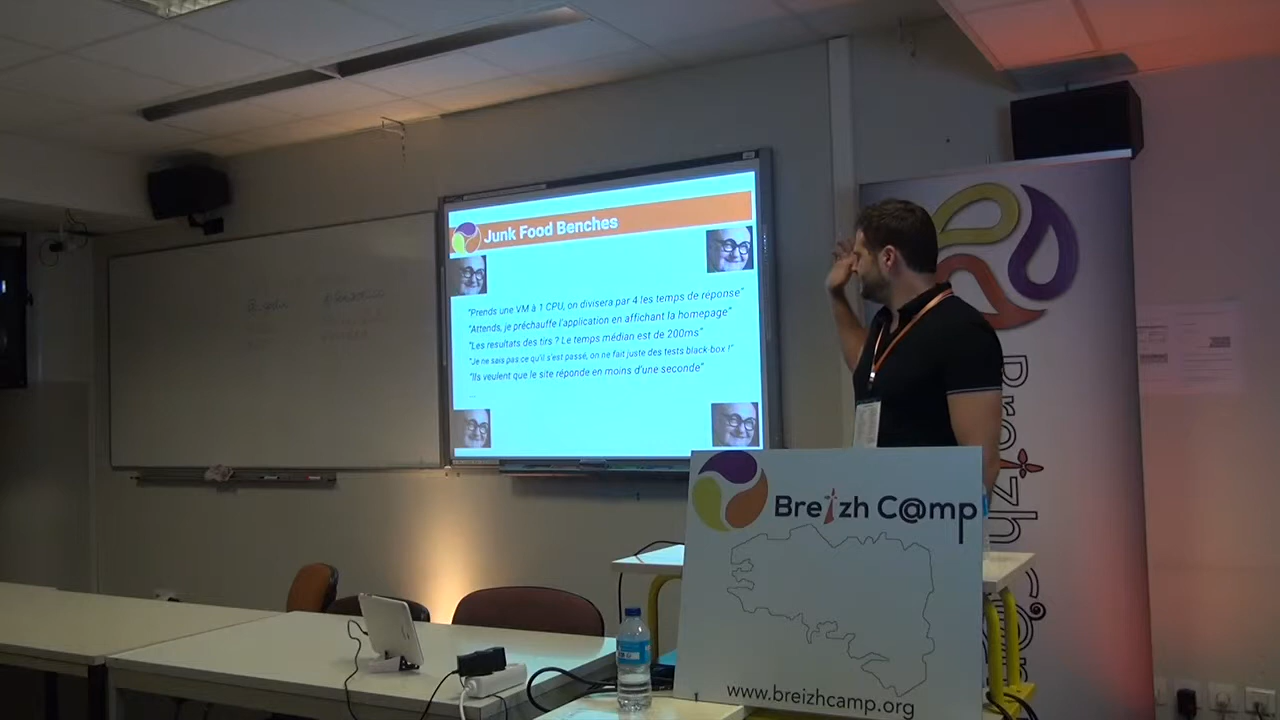 Junk Food Benches
"Prends une VM à 1 CPU, on divisera par 4 les temps de reponse"
"Attends, je préchauffe l'application en affichant la homepage"
"Les resultats des tirs ? Le temps médian est de 200ms"
"Je ne sais pas ce qu'il s'est passé, on ne fait juste des tests black-box !"
"Ils veulent que le site réponde en moins d'une seconde"
...
Breizh C@mp
www.breizhcamp.org
Breizh C@m